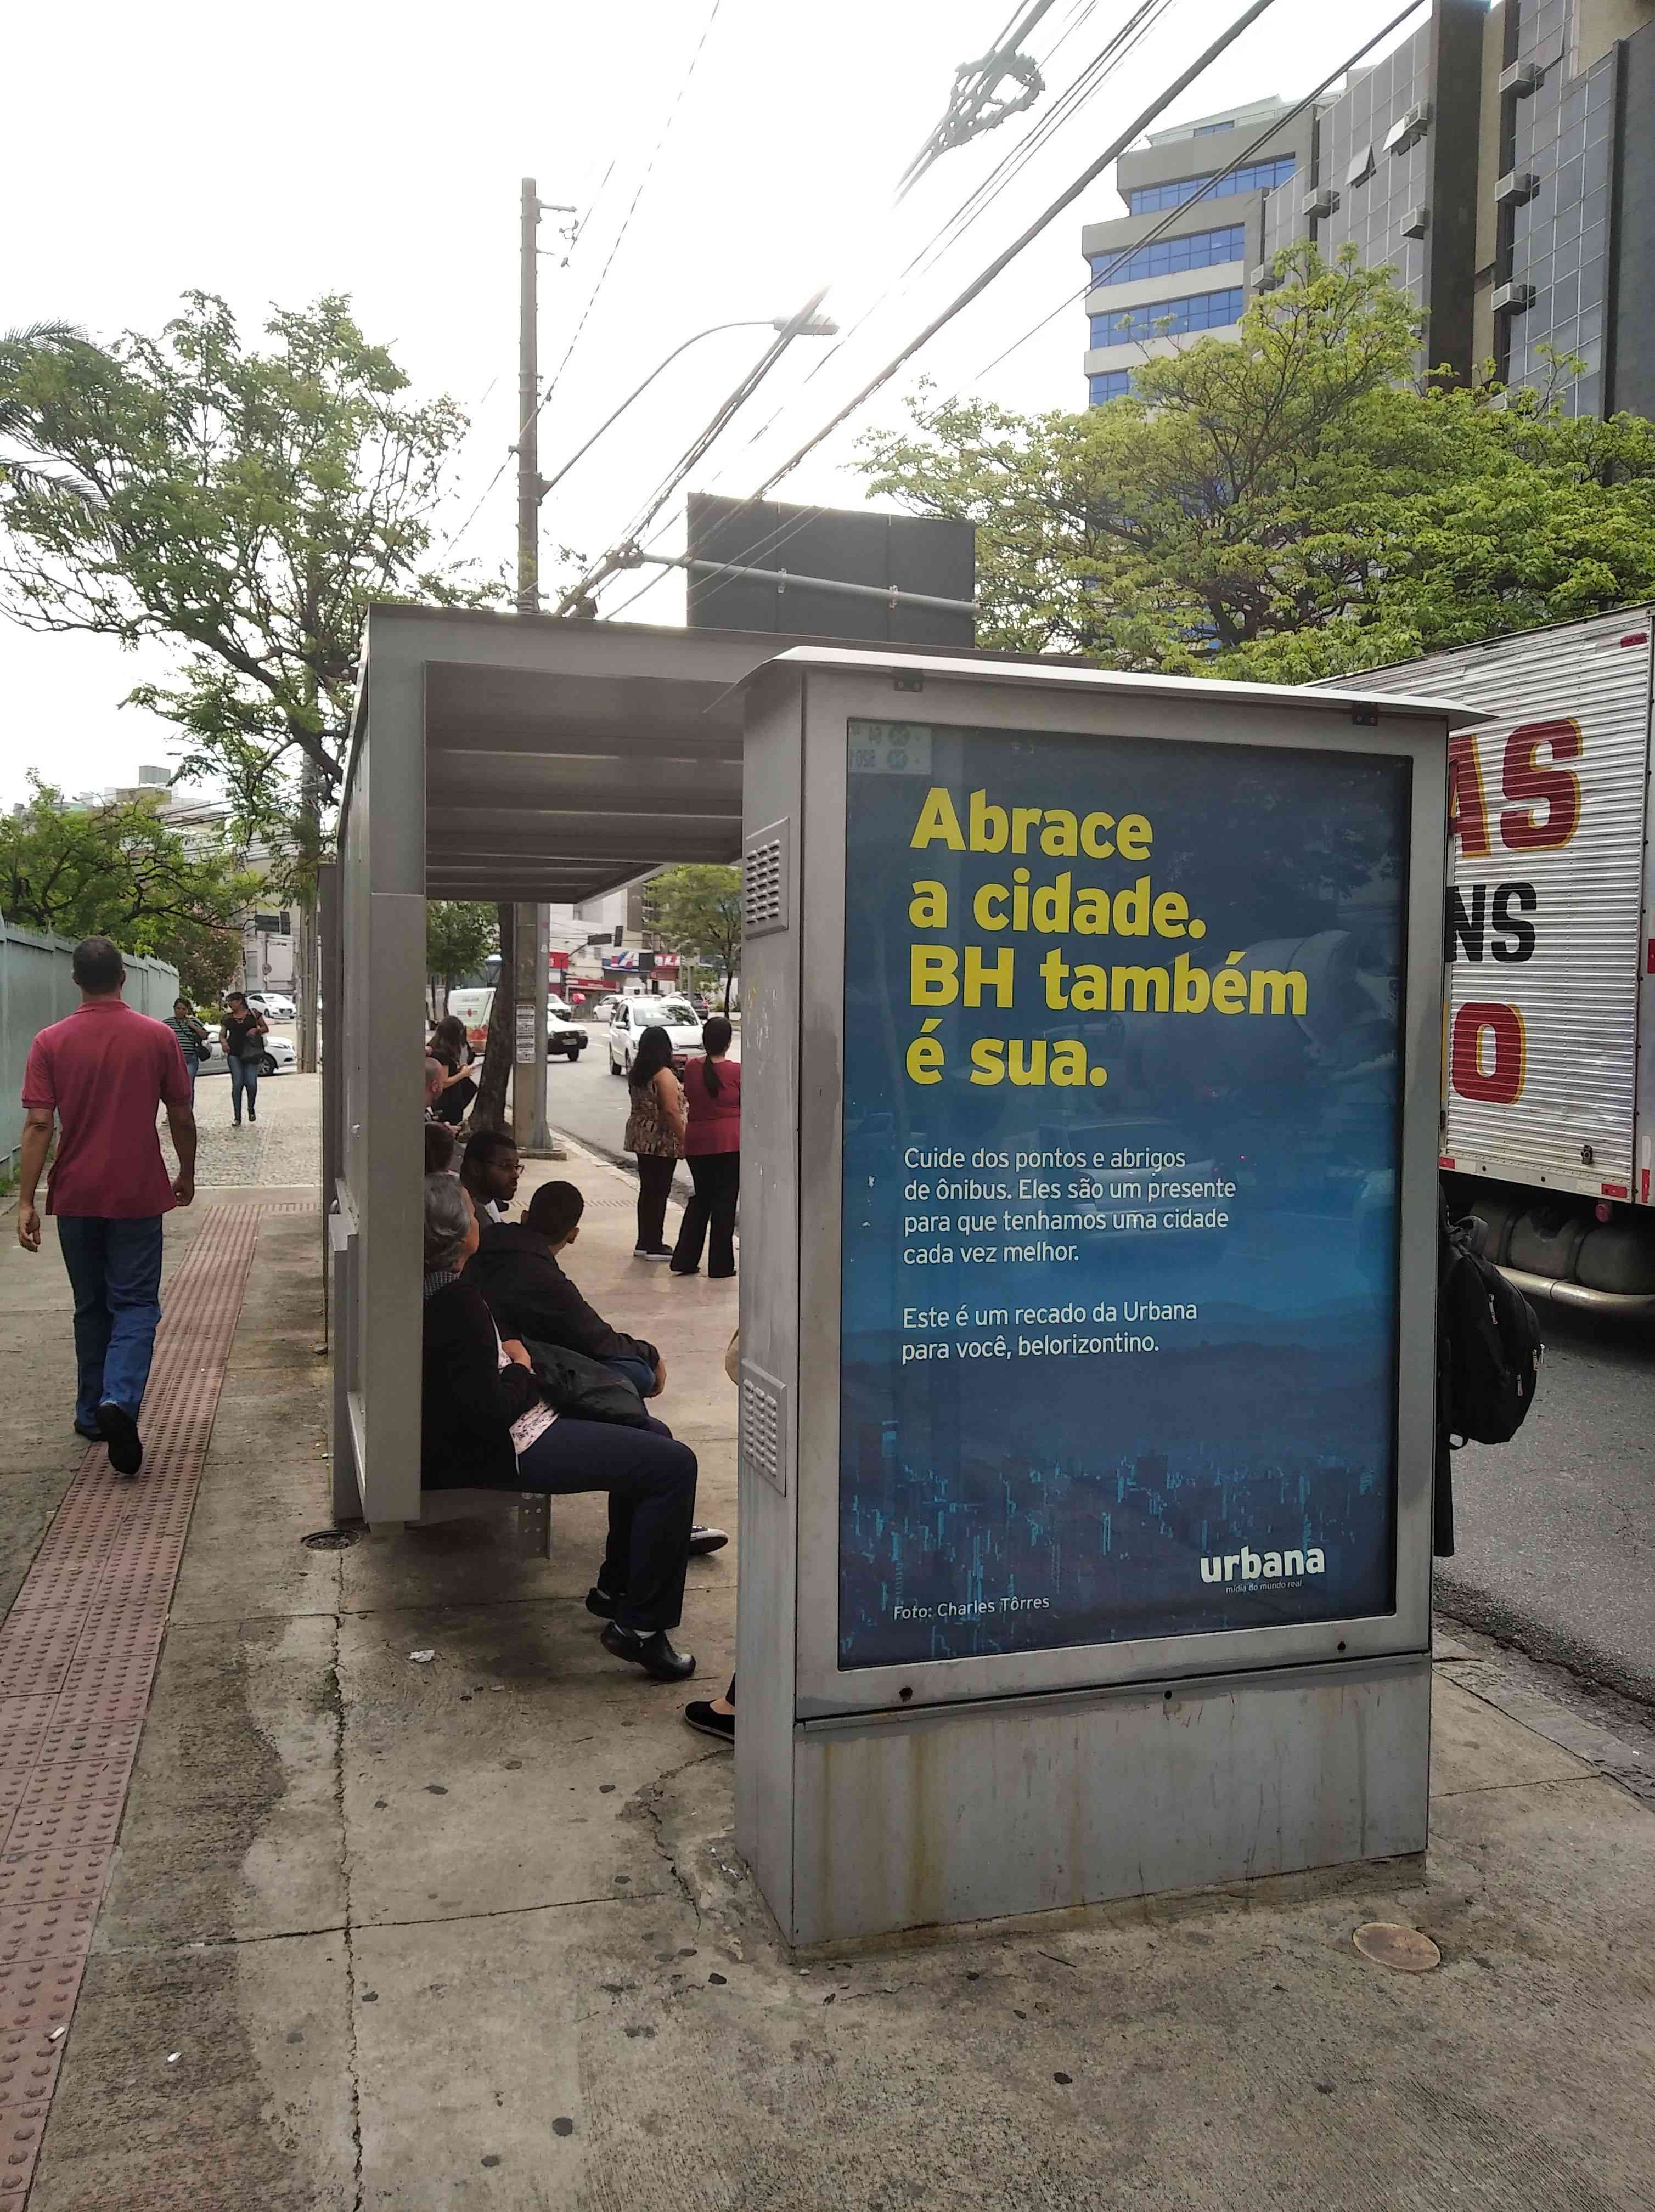 Abrace
a cidade.
BH também
é sua.
Cuide dos pontos e abrigos
de ônibus. Eles são um presente
para que tenhamos uma cidade
cada vez melhor.
Este é um recado da Urbana
para você, belorizontino.
urbana
mídia do mundo real
Foto: Charles Tôrres
AS
NS
O